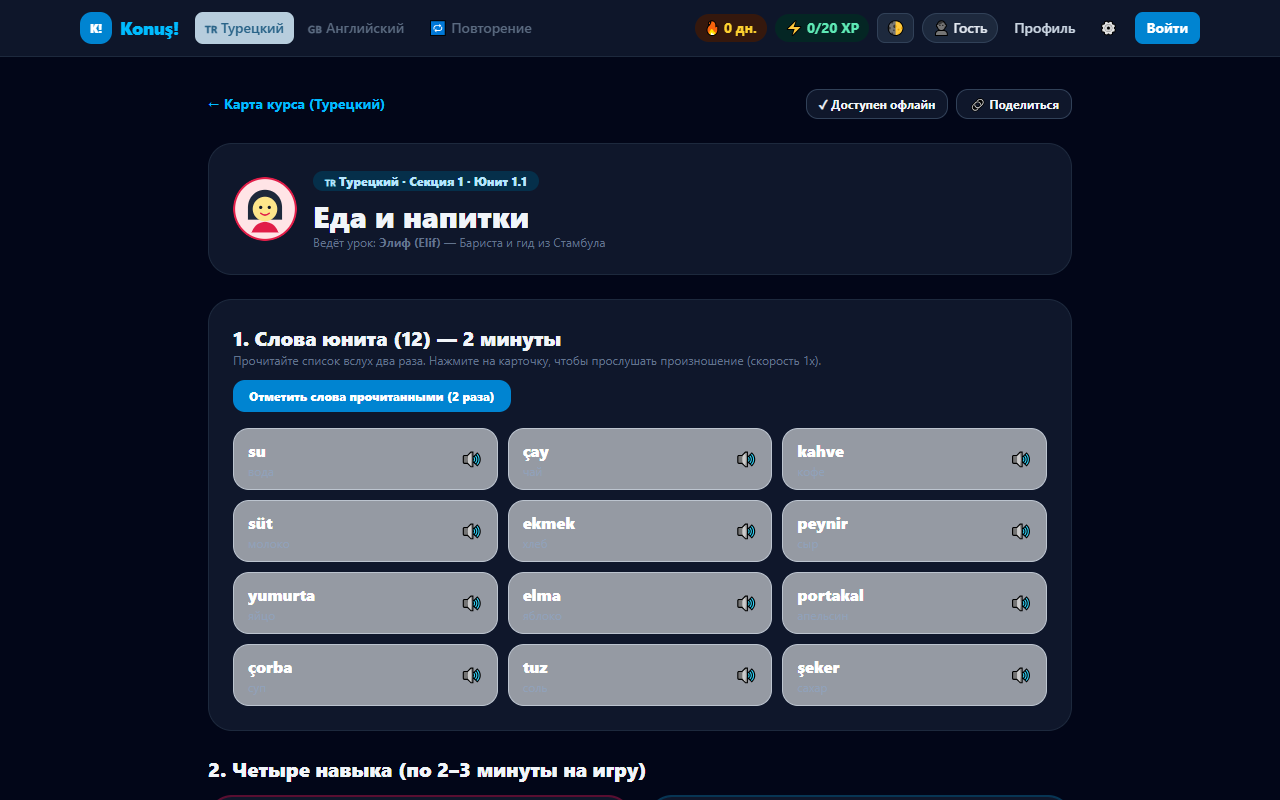 K! Konuş! TR Турецкий GB Английский Повторение 0 дн. 0/20 XP Гость Профиль Войти
← Карта курса (Турецкий) ✓ Доступен офлайн Поделиться
TR Турецкий · Секция 1 · Юнит 1.1
Еда и напитки
Ведёт урок: Элиф (Elif) — Бариста и гид из Стамбула
1. Слова юнита (12) — 2 минуты
Прочитайте список вслух два раза. Нажмите на карточку, чтобы прослушать произношение (скорость 1x).
Отметить слова прочитанными (2 раза)
su çay kahve
süt ekmek peynir
yumurta elma portakal
çorba tuz şeker
2. Четыре навыка (по 2–3 минуты на игру)